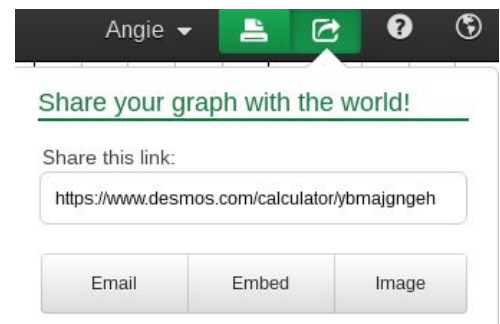 Angie
Share your graph with the world!
Share this link:
https://www.desmos.com/calculator/ybmajgngeh
Email Embed Image